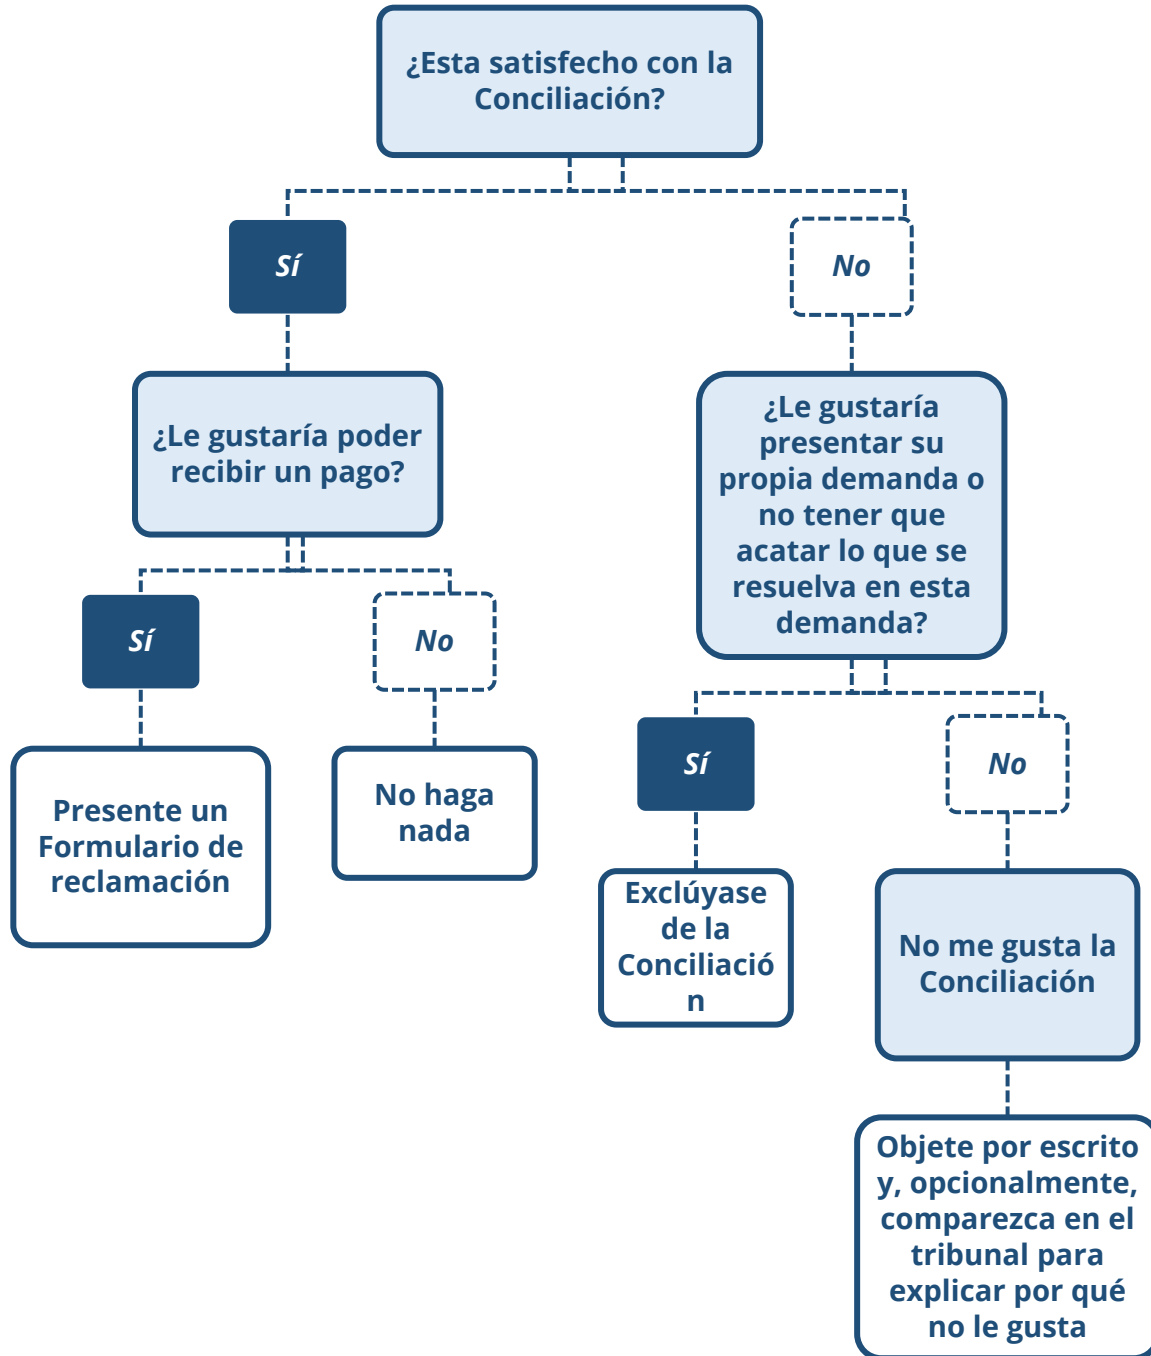 ¿Esta satisfecho con la
Conciliación?
Sí
No
¿Le gustaría poder
recibir un pago?
¿Le gustaría
presentar su
propia demanda o
no tener que
acatar lo que se
resuelva en esta
demanda?
Sí
No
Sí
No
Presente un
Formulario de
reclamación
No haga
nada
Exclúyase
de la
Conciliació
n
No me gusta la
Conciliación
Objete por escrito
y, opcionalmente,
comparezca en el
tribunal para
explicar por qué
no le gusta